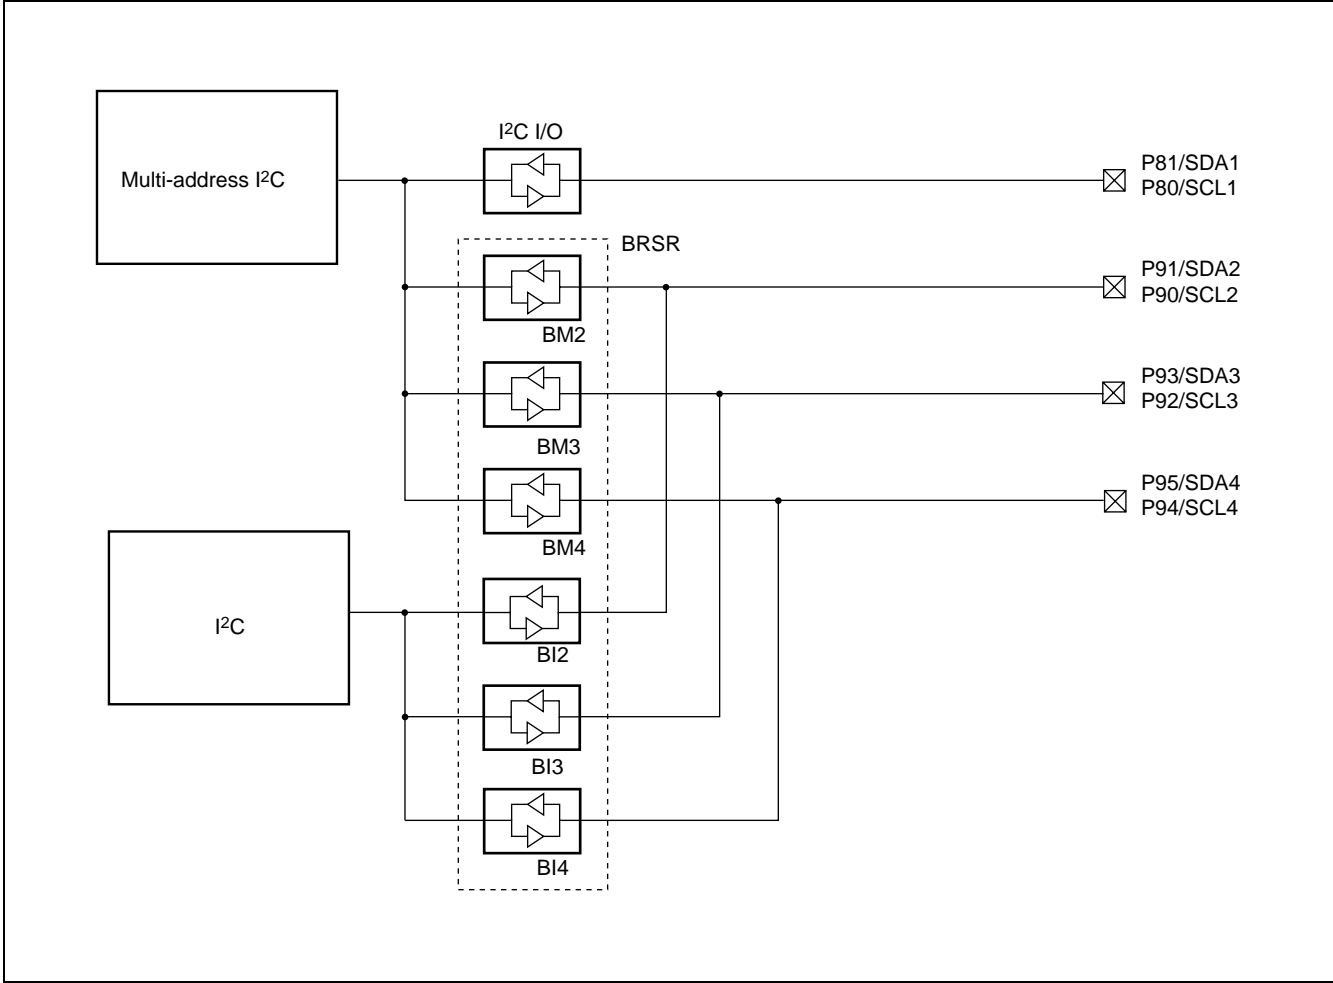 I²C I/O
Multi-address I²C
P81/SDA1
P80/SCL1
BRSR
P91/SDA2
P90/SCL2
BM2
P93/SDA3
P92/SCL3
BM3
P95/SDA4
P94/SCL4
BM4
I²C
BI2
BI3
BI4